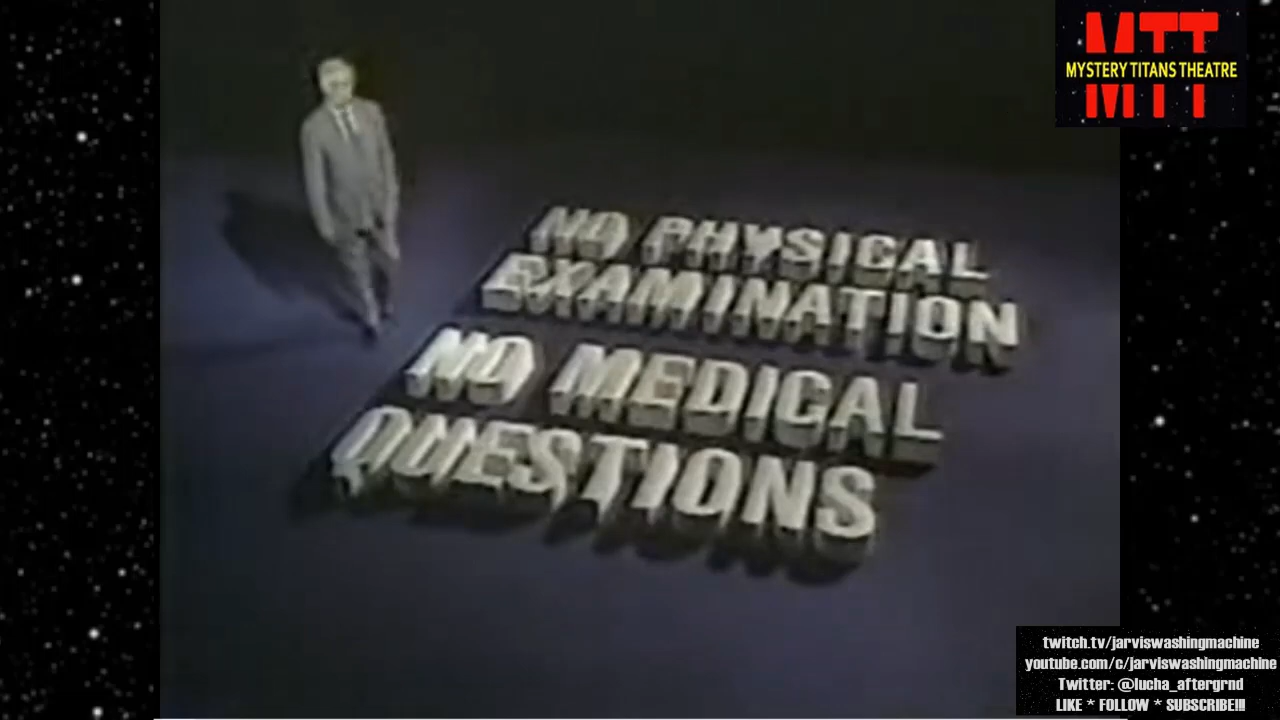 MTT
MYSTERY TITANS THEATRE
NO PHYSICAL
EXAMINATION
NO MEDICAL
QUESTIONS
twitch.tv/jarviswashingmachine
youtube.com/c/jarviswashingmachine
Twitter: @lucha_aftergrnd
LIKE * FOLLOW * SUBSCRIBE!!!